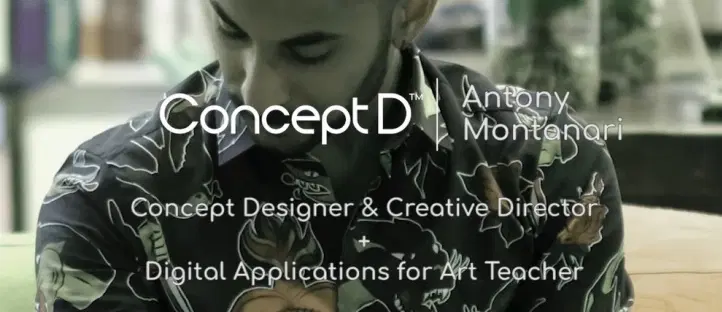 ConceptD™ | Antony Montanari
Concept Designer & Creative Director
+
Digital Applications for Art Teacher